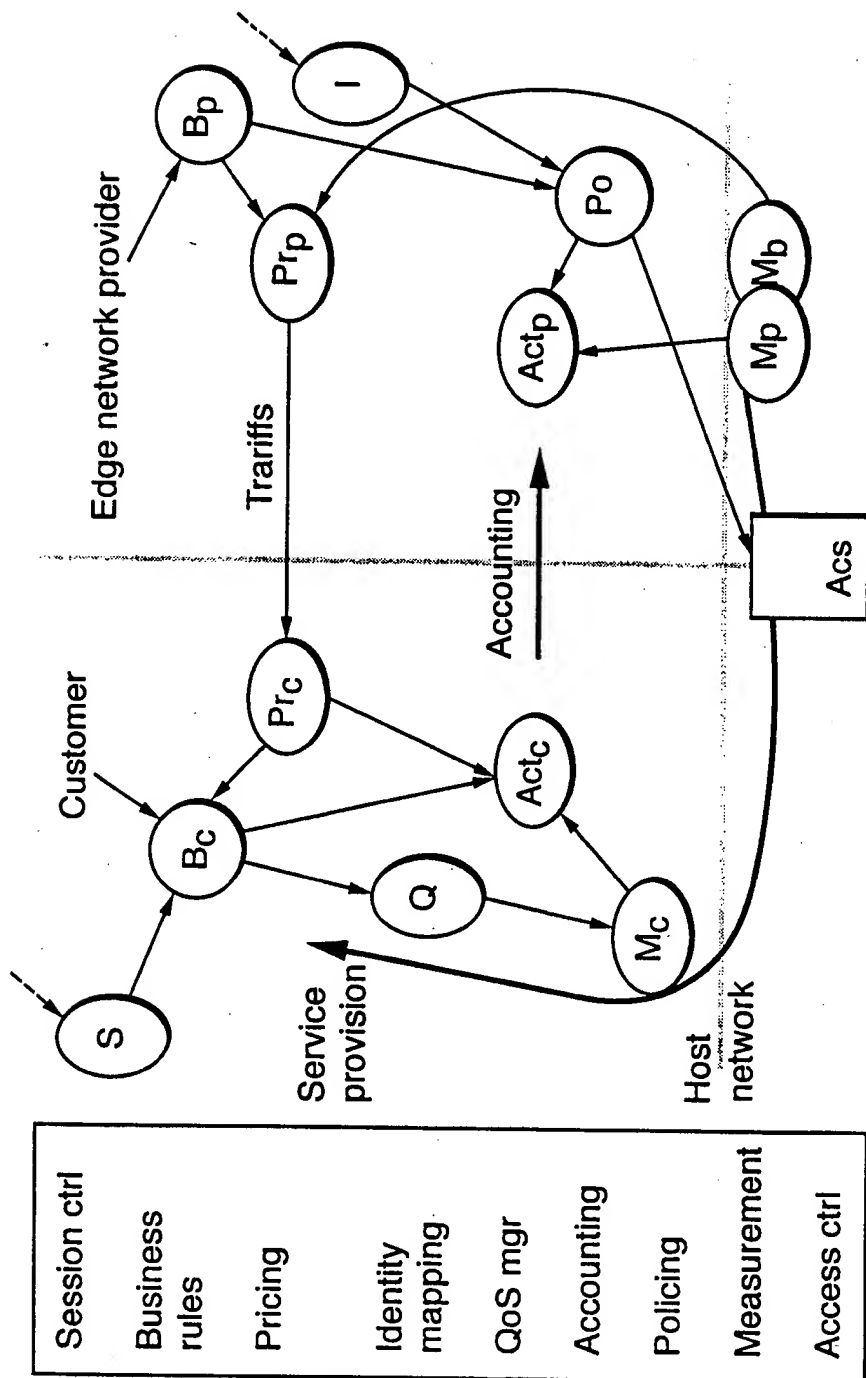 Session ctrl
Business
rules
Pricing
Identity
mapping
QoS mgr
Accounting
Policing
Measurement
Access ctrl
S
Customer
Edge network provider
Bc
Bp
Prc
Trariffs
Prp
I
Service
provision
Q
Actc
Accounting
Actp
Po
Mc
Host
network
Mp
Mb
Acs